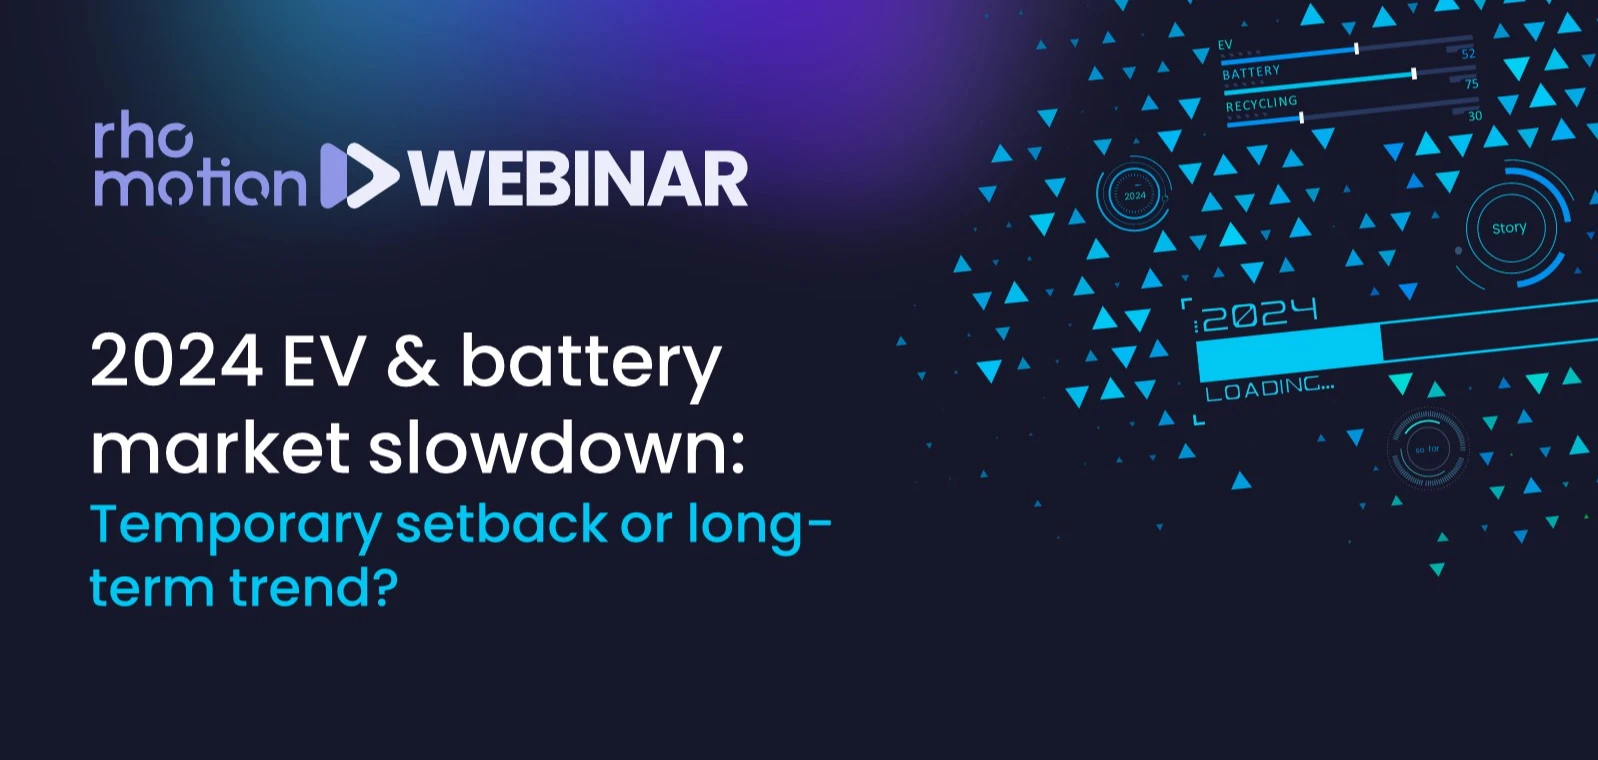 rho
motion
WEBINAR
2024 EV & battery
market slowdown:
Temporary setback or long-
term trend?
EV
52
BATTERY
75
RECYCLING
30
2024
Story
2024
LOADING...
so far